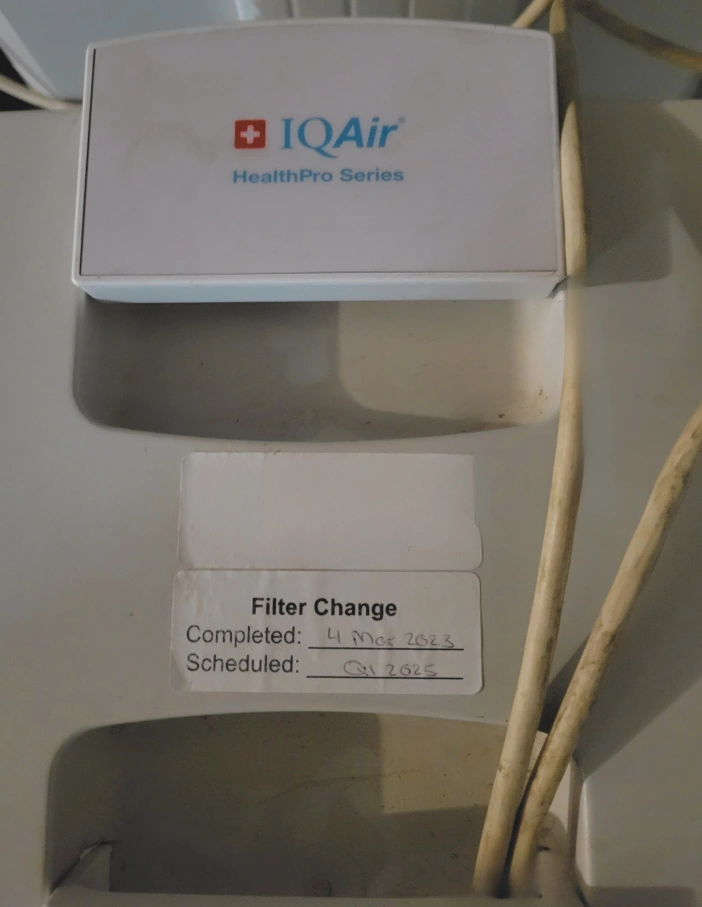 IQAir®
HealthPro Series
Filter Change
Completed: 4 Mar 2023
Scheduled: Q1 2025